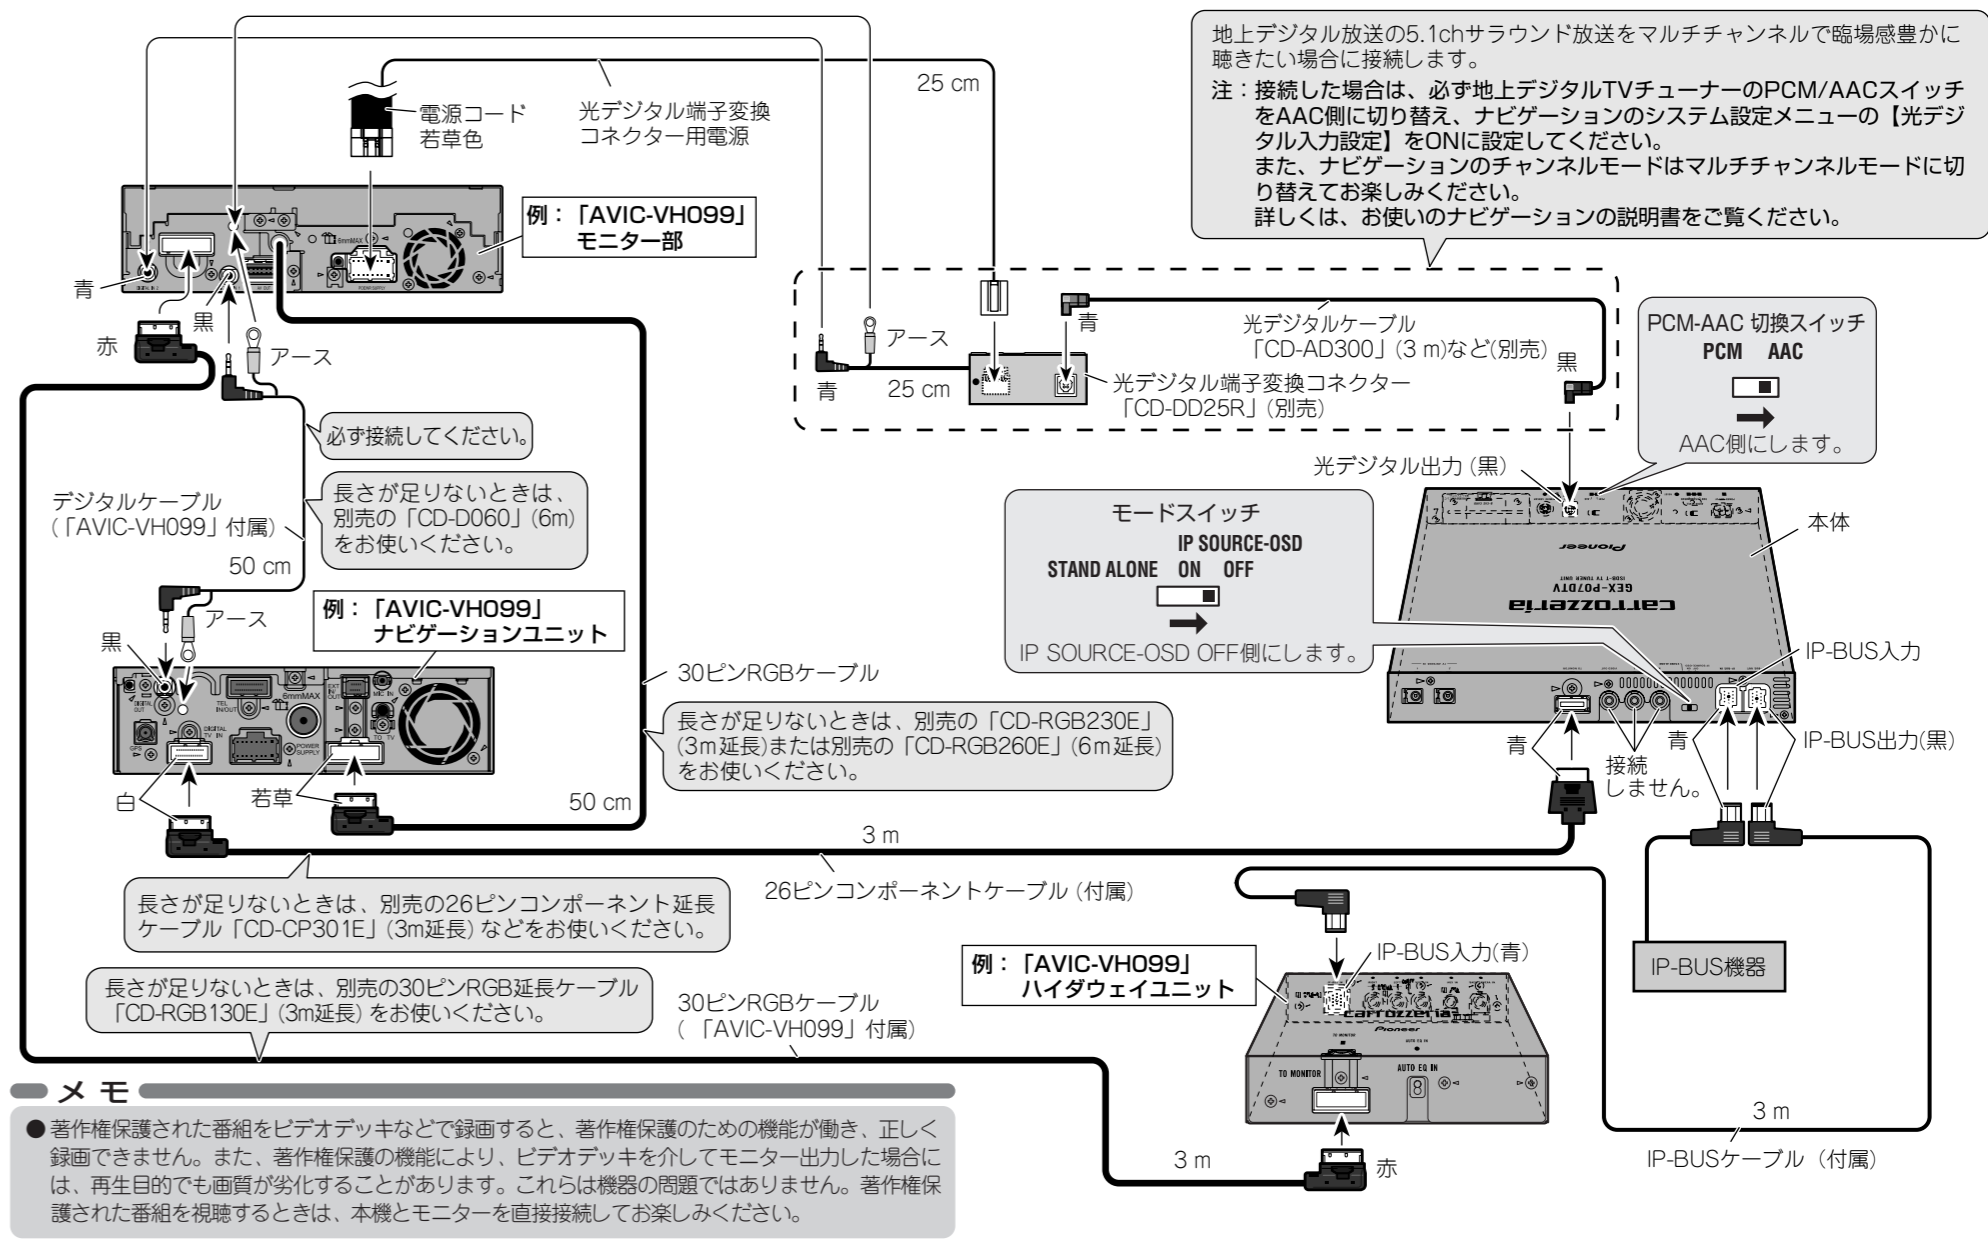 地上デジタル放送の5.1chサラウンド放送をマルチチャンネルで臨場感豊かに
聴きたい場合に接続します。
注：接続した場合は、必ず地上デジタルTVチューナーのPCM/AACスイッチ
をAAC側に切り替え、ナビゲーションのシステム設定メニューの【光デジ
タル入力設定】をONに設定してください。
また、ナビゲーションのチャンネルモードはマルチチャンネルモードに切
り替えてお楽しみください。
詳しくは、お使いのナビゲーションの説明書をご覧ください。
電源コード
若草色
光デジタル端子変換
コネクター用電源
25 cm
例：「AVIC-VH099」
モニター部
6mmMAX
青
黒
赤
アース
青
アース
25 cm
青
光デジタルケーブル
「CD-AD300」(3 m)など(別売)
黒
光デジタル端子変換コネクター
「CD-DD25R」(別売)
PCM-AAC 切換スイッチ
PCM AAC
AAC側にします。
必ず接続してください。
デジタルケーブル
(「AVIC-VH099」付属)
50 cm
長さが足りないときは、
別売の「CD-D060」(6m)
をお使いください。
光デジタル出力 (黒)
モードスイッチ
IP SOURCE-OSD
STAND ALONE ON OFF
IP SOURCE-OSD OFF側にします。
本体
Pioneer
ISDB-T TV TUNER UNIT
GEX-P07DTV
carrozzeria
アース
黒
例：「AVIC-VH099」
ナビゲーションユニット
DIGITAL OUT
TEL IN/OUT
6mmMAX
EXT IN/OUT
MIC IN
GPS
DIGITAL TV IN
POWER SUPPLY
TO TV
白
若草
50 cm
30ピンRGBケーブル
長さが足りないときは、別売の「CD-RGB230E」
(3m延長)または別売の「CD-RGB260E」(6m延長)
をお使いください。
IP-BUS入力
青
接続
しません。
青
IP-BUS出力(黒)
3 m
26ピンコンポーネントケーブル (付属)
長さが足りないときは、別売の26ピンコンポーネント延長
ケーブル「CD-CP301E」(3m延長) などをお使いください。
長さが足りないときは、別売の30ピンRGB延長ケーブル
「CD-RGB130E」(3m延長) をお使いください。
30ピンRGBケーブル
(「AVIC-VH099」付属)
例：「AVIC-VH099」
ハイダウェイユニット
IP-BUS入力(青)
carrozzeria
Pioneer
TO MONITOR
AUTO EQ IN
TO MONITOR
AUTO EQ IN
IP-BUS機器
3 m
赤
3 m
IP-BUSケーブル（付属）
メモ
●著作権保護された番組をビデオデッキなどで録画すると、著作権保護のための機能が働き、正しく
録画できません。また、著作権保護の機能により、ビデオデッキを介してモニター出力した場合に
は、再生目的でも画質が劣化することがあります。これらは機器の問題ではありません。著作権保
護された番組を視聴するときは、本機とモニターを直接接続してお楽しみください。